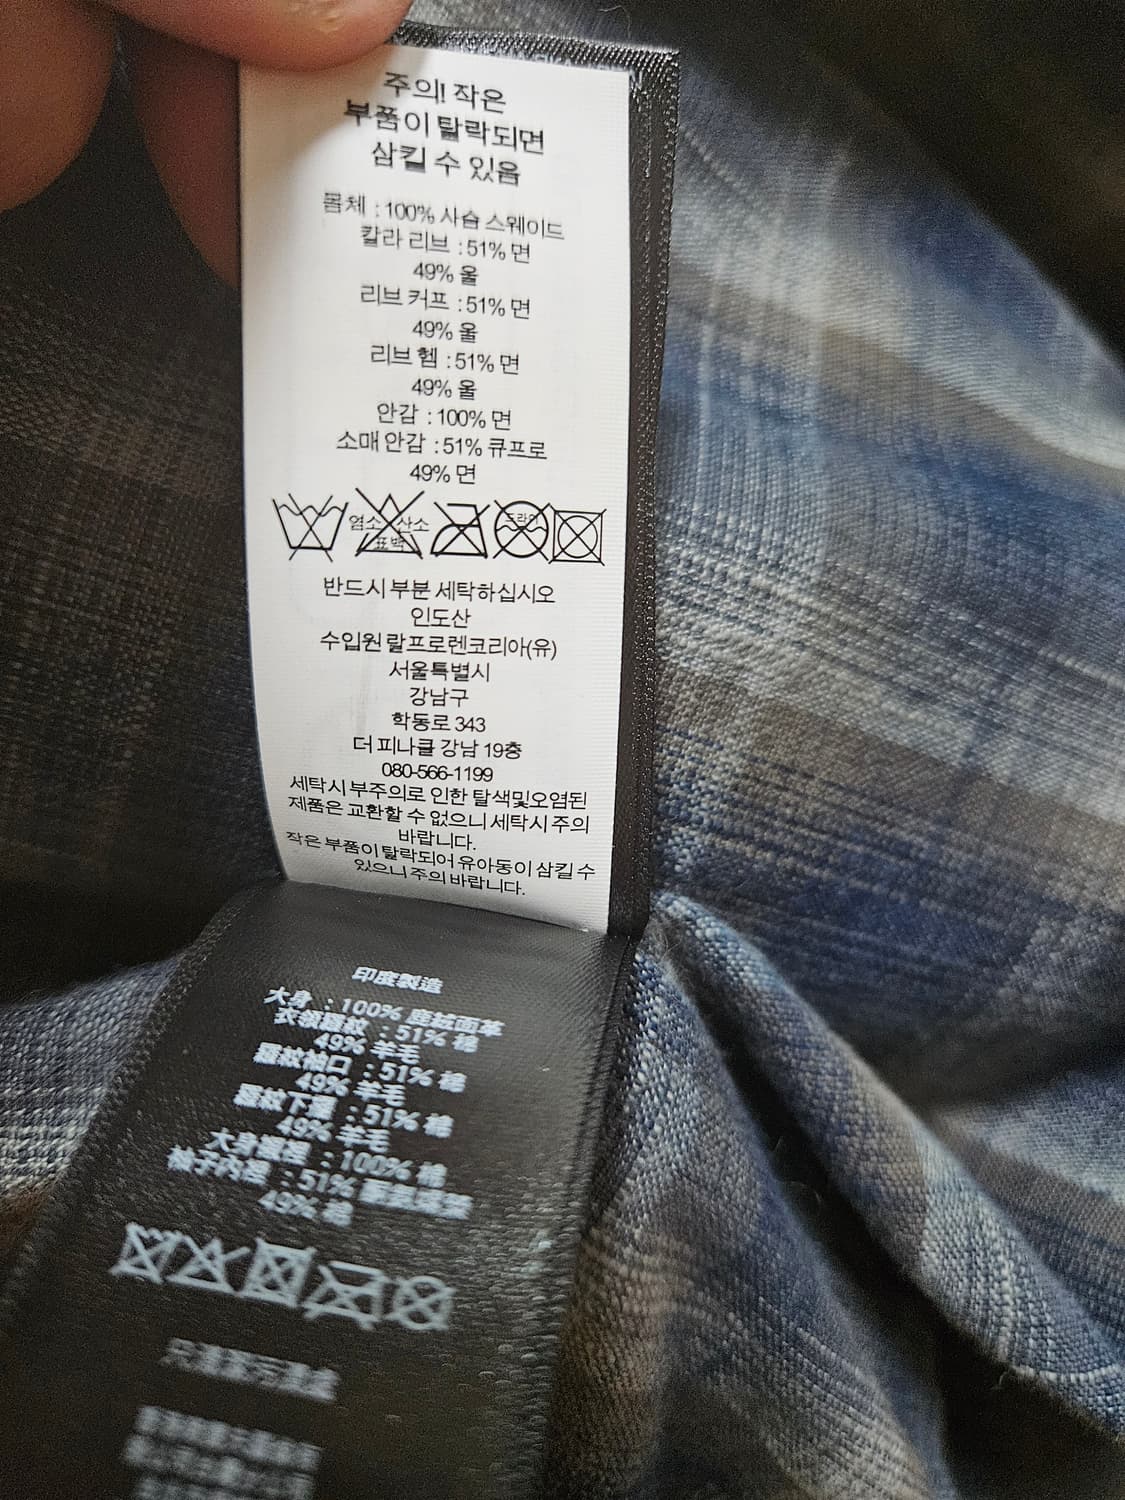 주의! 작은
부품이 탈락되면
삼킬 수 있음
몸체 : 100% 사슴 스웨이드
칼라 리브 : 51% 면
49% 울
리브 커프 : 51% 면
49% 울
리브 헴 : 51% 면
49% 울
안감 : 100% 면
소매 안감 : 51% 큐프로
49% 면
염소 산소
표백
드라이
반드시 부분 세탁하십시오
인도산
수입원 랄프로렌코리아(유)
서울특별시
강남구
학동로 343
더 피나클 강남 19층
080-566-1199
세탁시 부주의로 인한 탈색및오염된
제품은 교환할 수 없으니 세탁시 주의
바랍니다.
작은 부품이 탈락되어 유아동이 삼킬 수
있으니 주의 바랍니다.
印度製造
大身 : 100% 鹿絨面革
衣領羅紋 : 51% 棉
49% 羊毛
羅紋袖口 : 51% 棉
49% 羊毛
羅紋下擺 : 51% 棉
49% 羊毛
大身襯裡 : 100% 棉
袖子內裡 : 51%
49% 棉